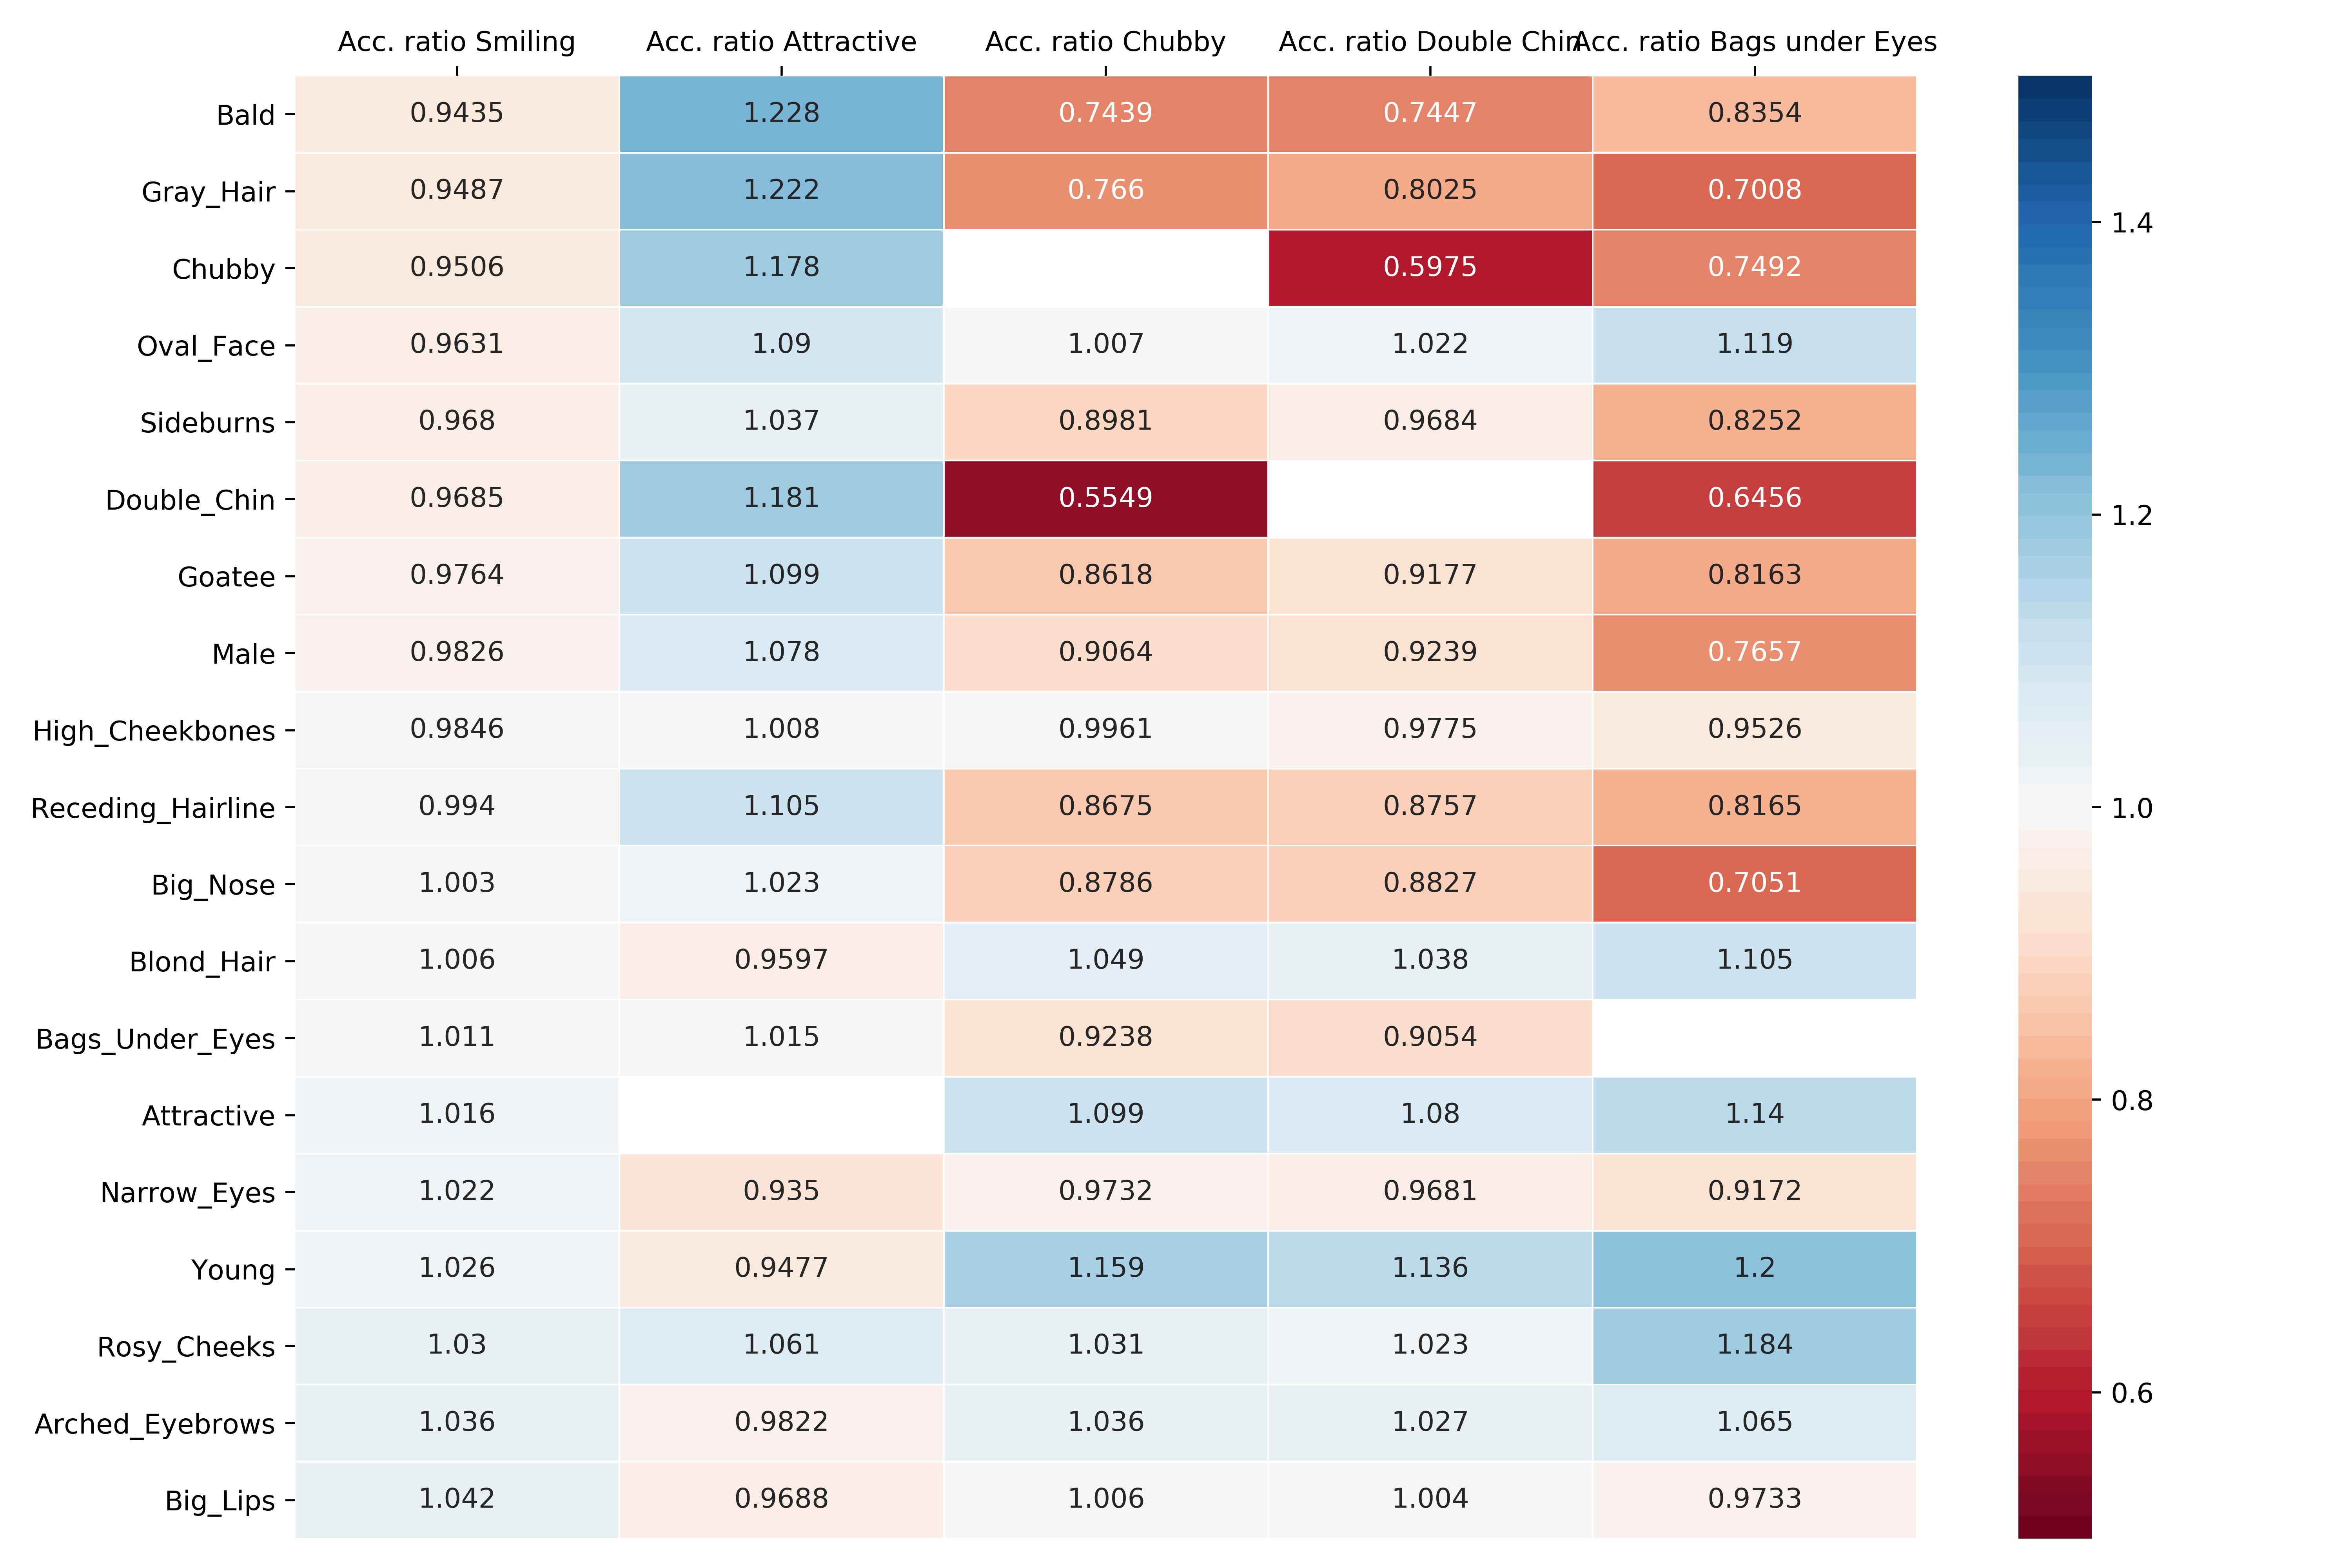 Acc. ratio Smiling Acc. ratio Attractive Acc. ratio Chubby Acc. ratio Double Chin Acc. ratio Bags under Eyes
Bald 0.9435 1.228 0.7439 0.7447 0.8354
Gray_Hair 0.9487 1.222 0.766 0.8025 0.7008
1.4
Chubby 0.9506 1.178 0.5975 0.7492
Oval_Face 0.9631 1.09 1.007 1.022 1.119
Sideburns 0.968 1.037 0.8981 0.9684 0.8252
Double_Chin 0.9685 1.181 0.5549 0.6456
1.2
Goatee 0.9764 1.099 0.8618 0.9177 0.8163
Male 0.9826 1.078 0.9064 0.9239 0.7657
High_Cheekbones 0.9846 1.008 0.9961 0.9775 0.9526
Receding_Hairline 0.994 1.105 0.8675 0.8757 0.8165
1.0
Big_Nose 1.003 1.023 0.8786 0.8827 0.7051
Blond_Hair 1.006 0.9597 1.049 1.038 1.105
Bags_Under_Eyes 1.011 1.015 0.9238 0.9054
Attractive 1.016 1.099 1.08 1.14
0.8
Narrow_Eyes 1.022 0.935 0.9732 0.9681 0.9172
Young 1.026 0.9477 1.159 1.136 1.2
Rosy_Cheeks 1.03 1.061 1.031 1.023 1.184
Arched_Eyebrows 1.036 0.9822 1.036 1.027 1.065
0.6
Big_Lips 1.042 0.9688 1.006 1.004 0.9733